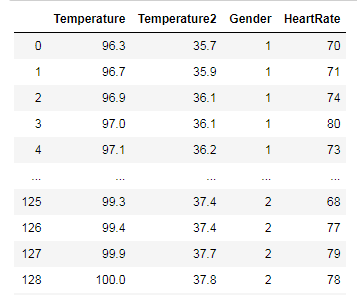 Temperature Temperature2 Gender HeartRate
0 96.3 35.7 1 70
1 96.7 35.9 1 71
2 96.9 36.1 1 74
3 97.0 36.1 1 80
4 97.1 36.2 1 73
... ... ... ... ...
125 99.3 37.4 2 68
126 99.4 37.4 2 77
127 99.9 37.7 2 79
128 100.0 37.8 2 78